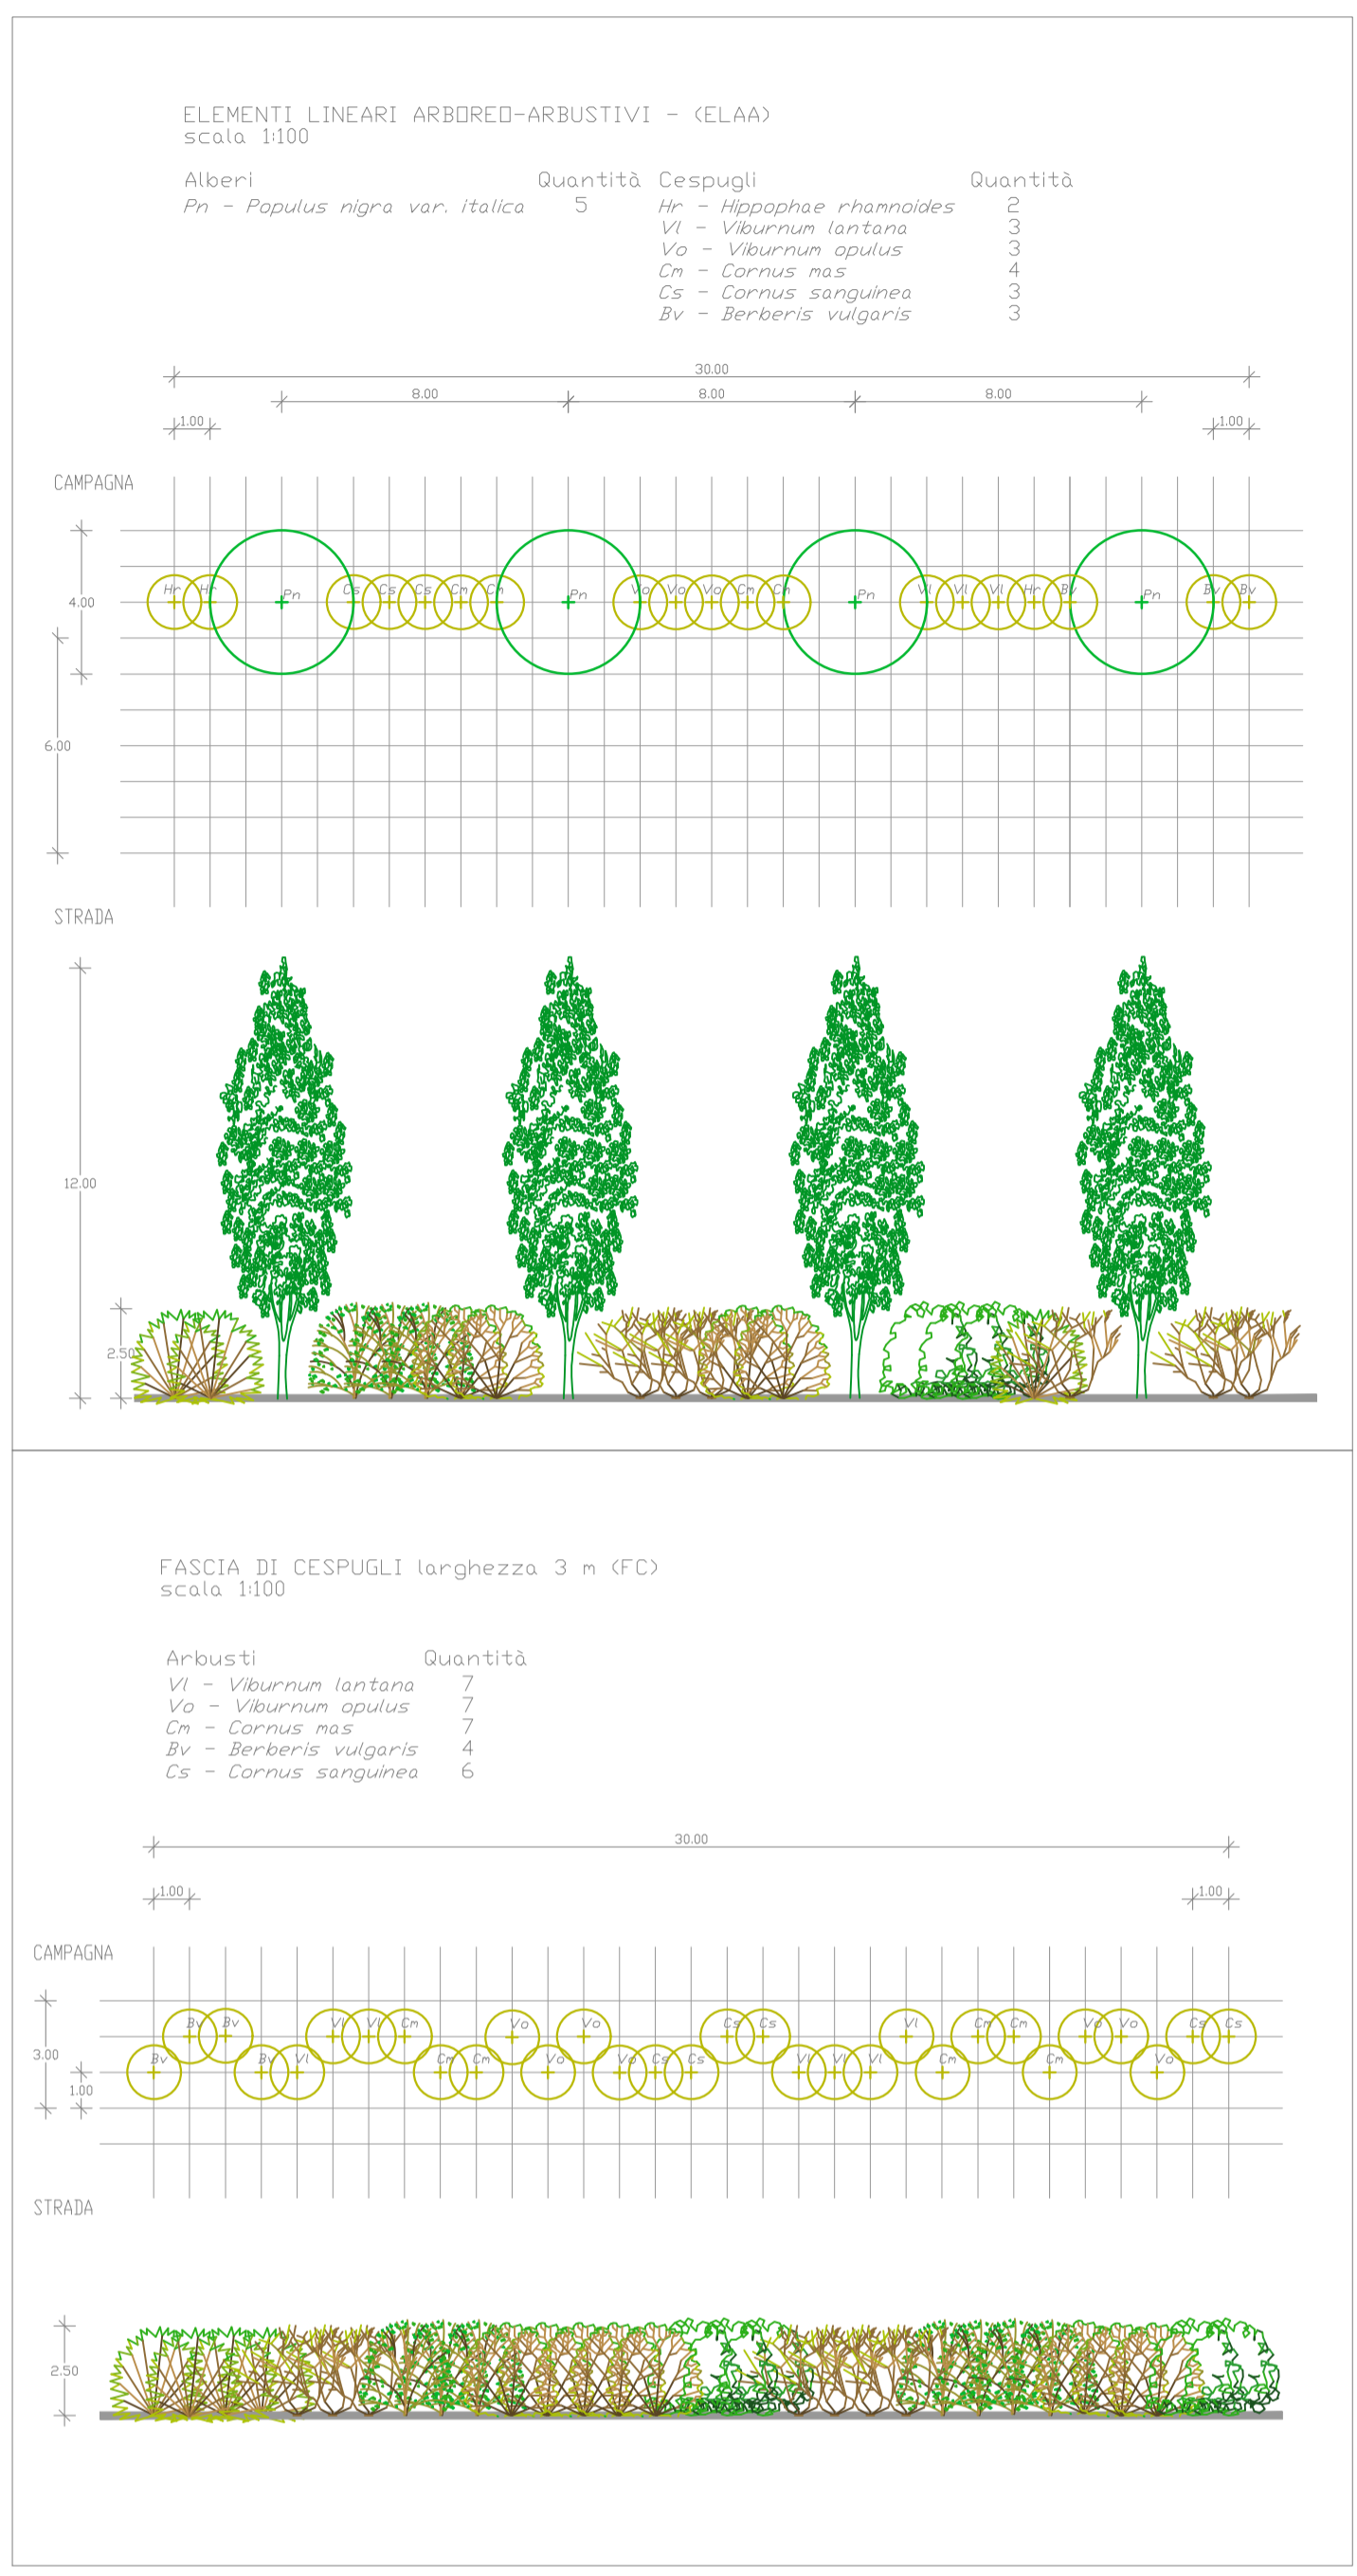 ELEMENTI LINEARI ARBOREO-ARBUSTIVI - (ELAA)
scala 1:100
Alberi Quantità Cespugli Quantità
Pn - Populus nigra var. italica 5 Hr - Hippophae rhamnoides 2
Vl - Viburnum lantana 3
Vo - Viburnum opulus 3
Cm - Cornus mas 4
Cs - Cornus sanguinea 3
Bv - Berberis vulgaris 3
30.00
8.00 8.00 8.00
1.00 1.00
CAMPAGNA
Hr Hr Pn Cs Cs Cs Cm Cm Pn Vo Vo Vo Cm Cm Pn Vl Vl Vl Hr Bv Pn Bv Bv
4.00
6.00
STRADA
12.00
2.50
FASCIA DI CESPUGLI larghezza 3 m (FC)
scala 1:100
Arbusti Quantità
Vl - Viburnum lantana 7
Vo - Viburnum opulus 7
Cm - Cornus mas 7
Bv - Berberis vulgaris 4
Cs - Cornus sanguinea 6
30.00
1.00 1.00
CAMPAGNA
Bv Bv Vl Vl Cm Vo Vo Cs Cs Vl Cm Cm Vo Vo Cs Cs
3.00
Bv Bv Vl Cm Cm Vo Vo Cs Cs Vl Vl Vl Cm Cm Vo
1.00
STRADA
2.50